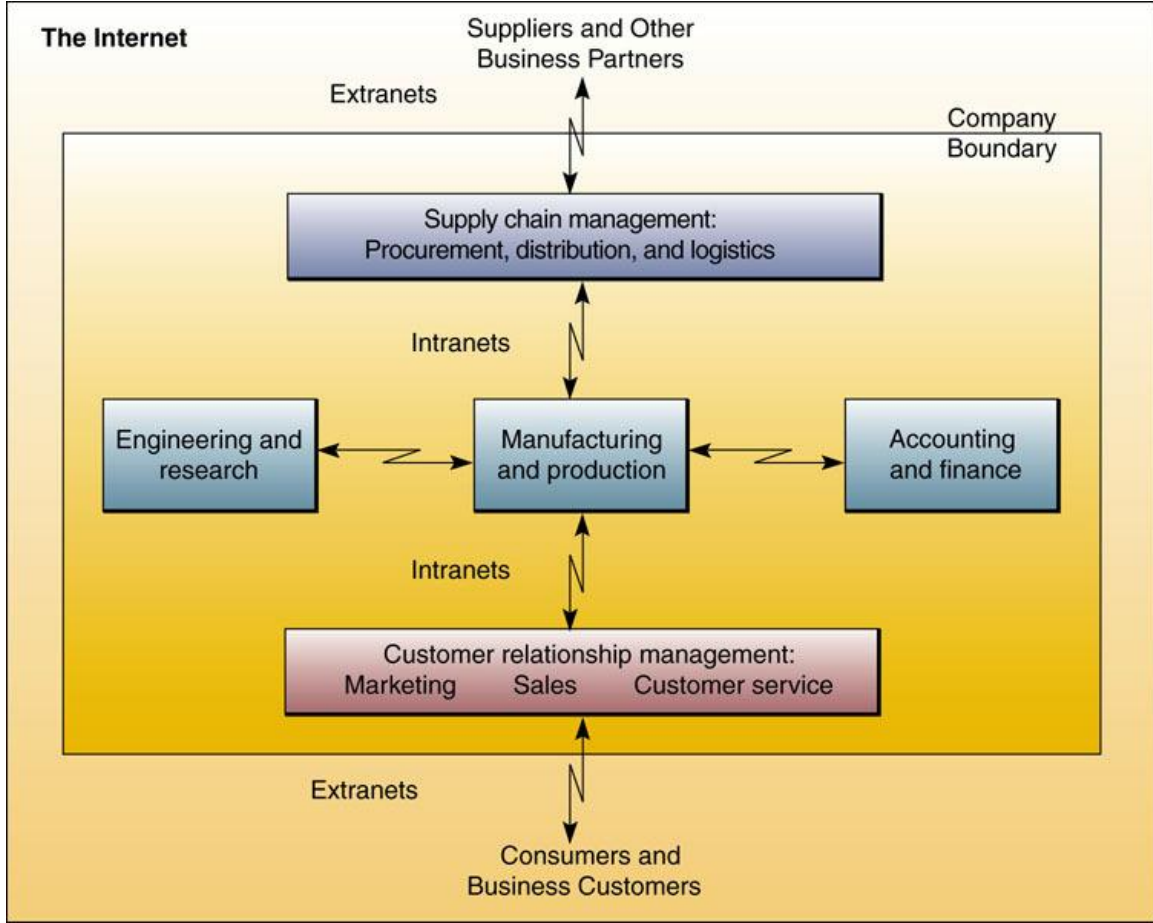 The Internet
Suppliers and Other
Business Partners
Extranets
Company
Boundary
Supply chain management:
Procurement, distribution, and logistics
Intranets
Engineering and
research
Manufacturing
and production
Accounting
and finance
Intranets
Customer relationship management:
Marketing Sales Customer service
Extranets
Consumers and
Business Customers